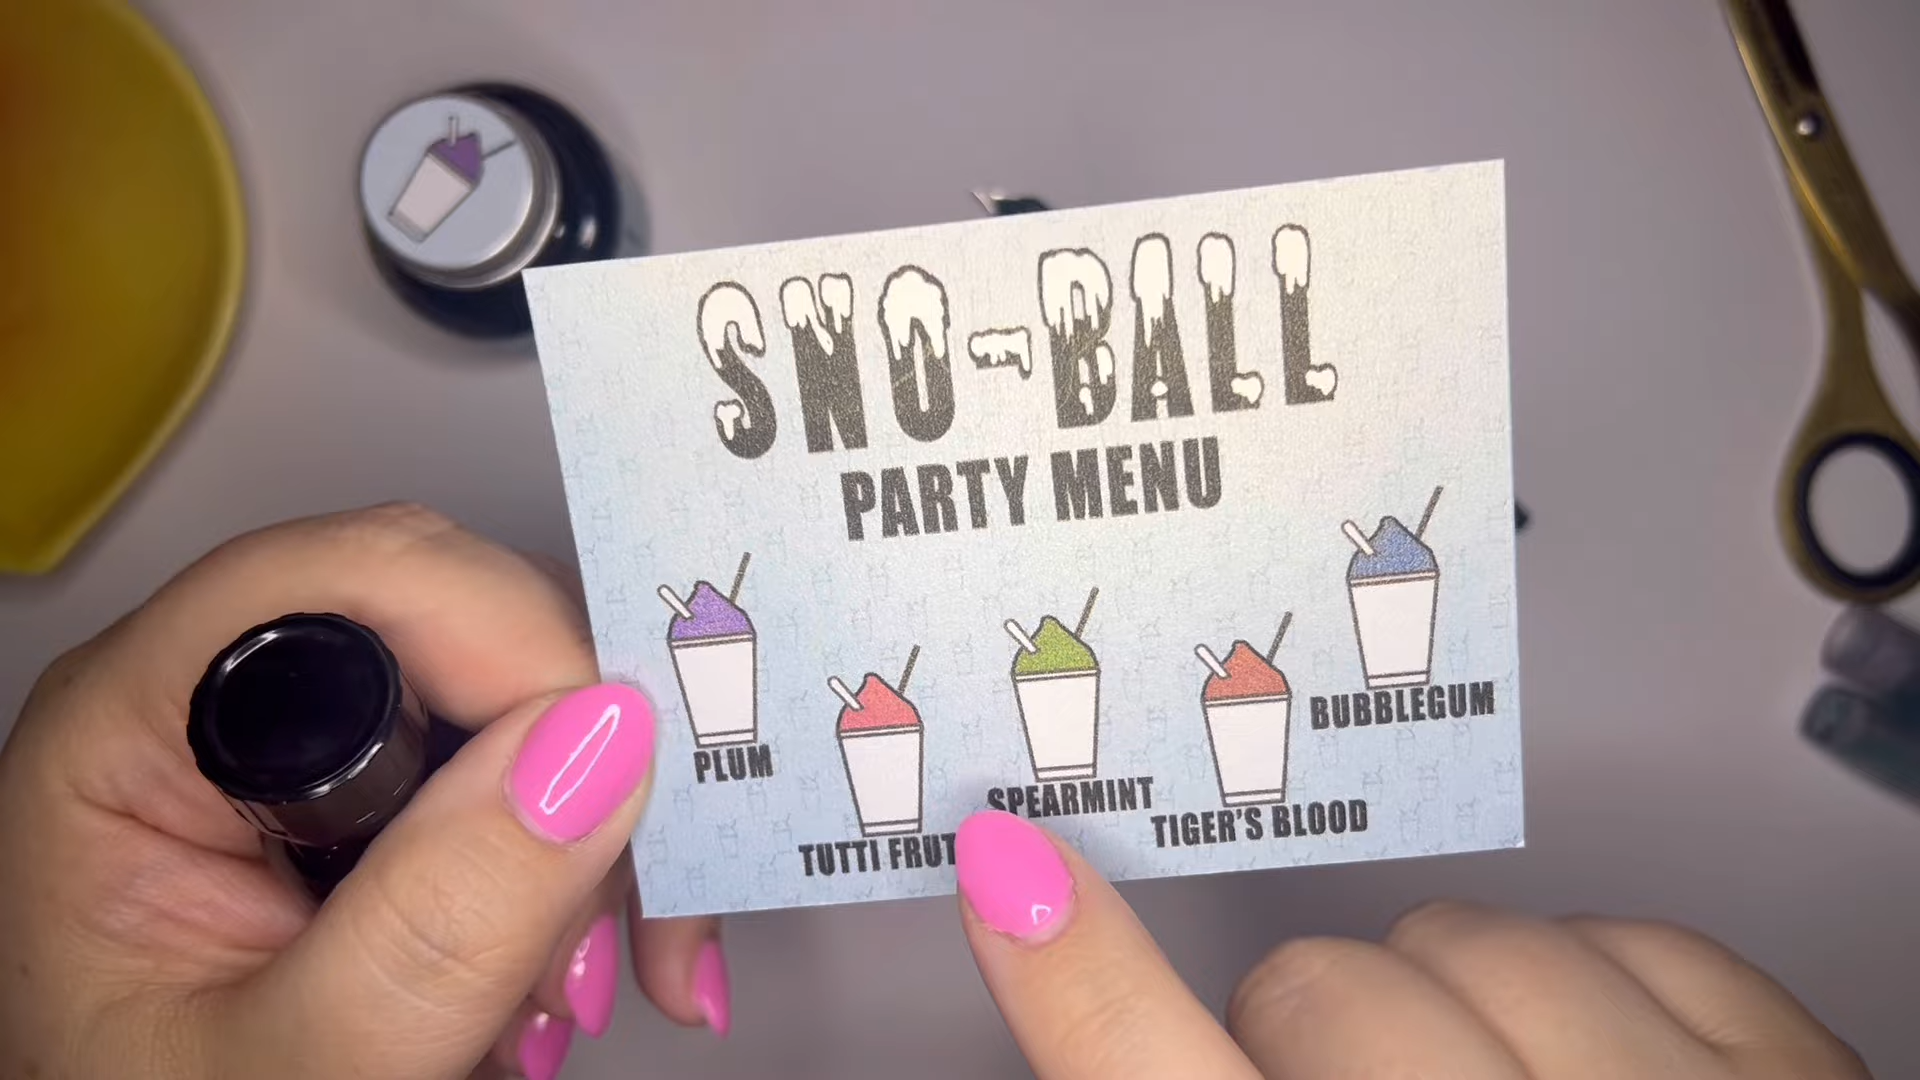 SNO-BALL
PARTY MENU
PLUM
TUTTI FRUT
SPEARMINT
TIGER'S BLOOD
BUBBLEGUM